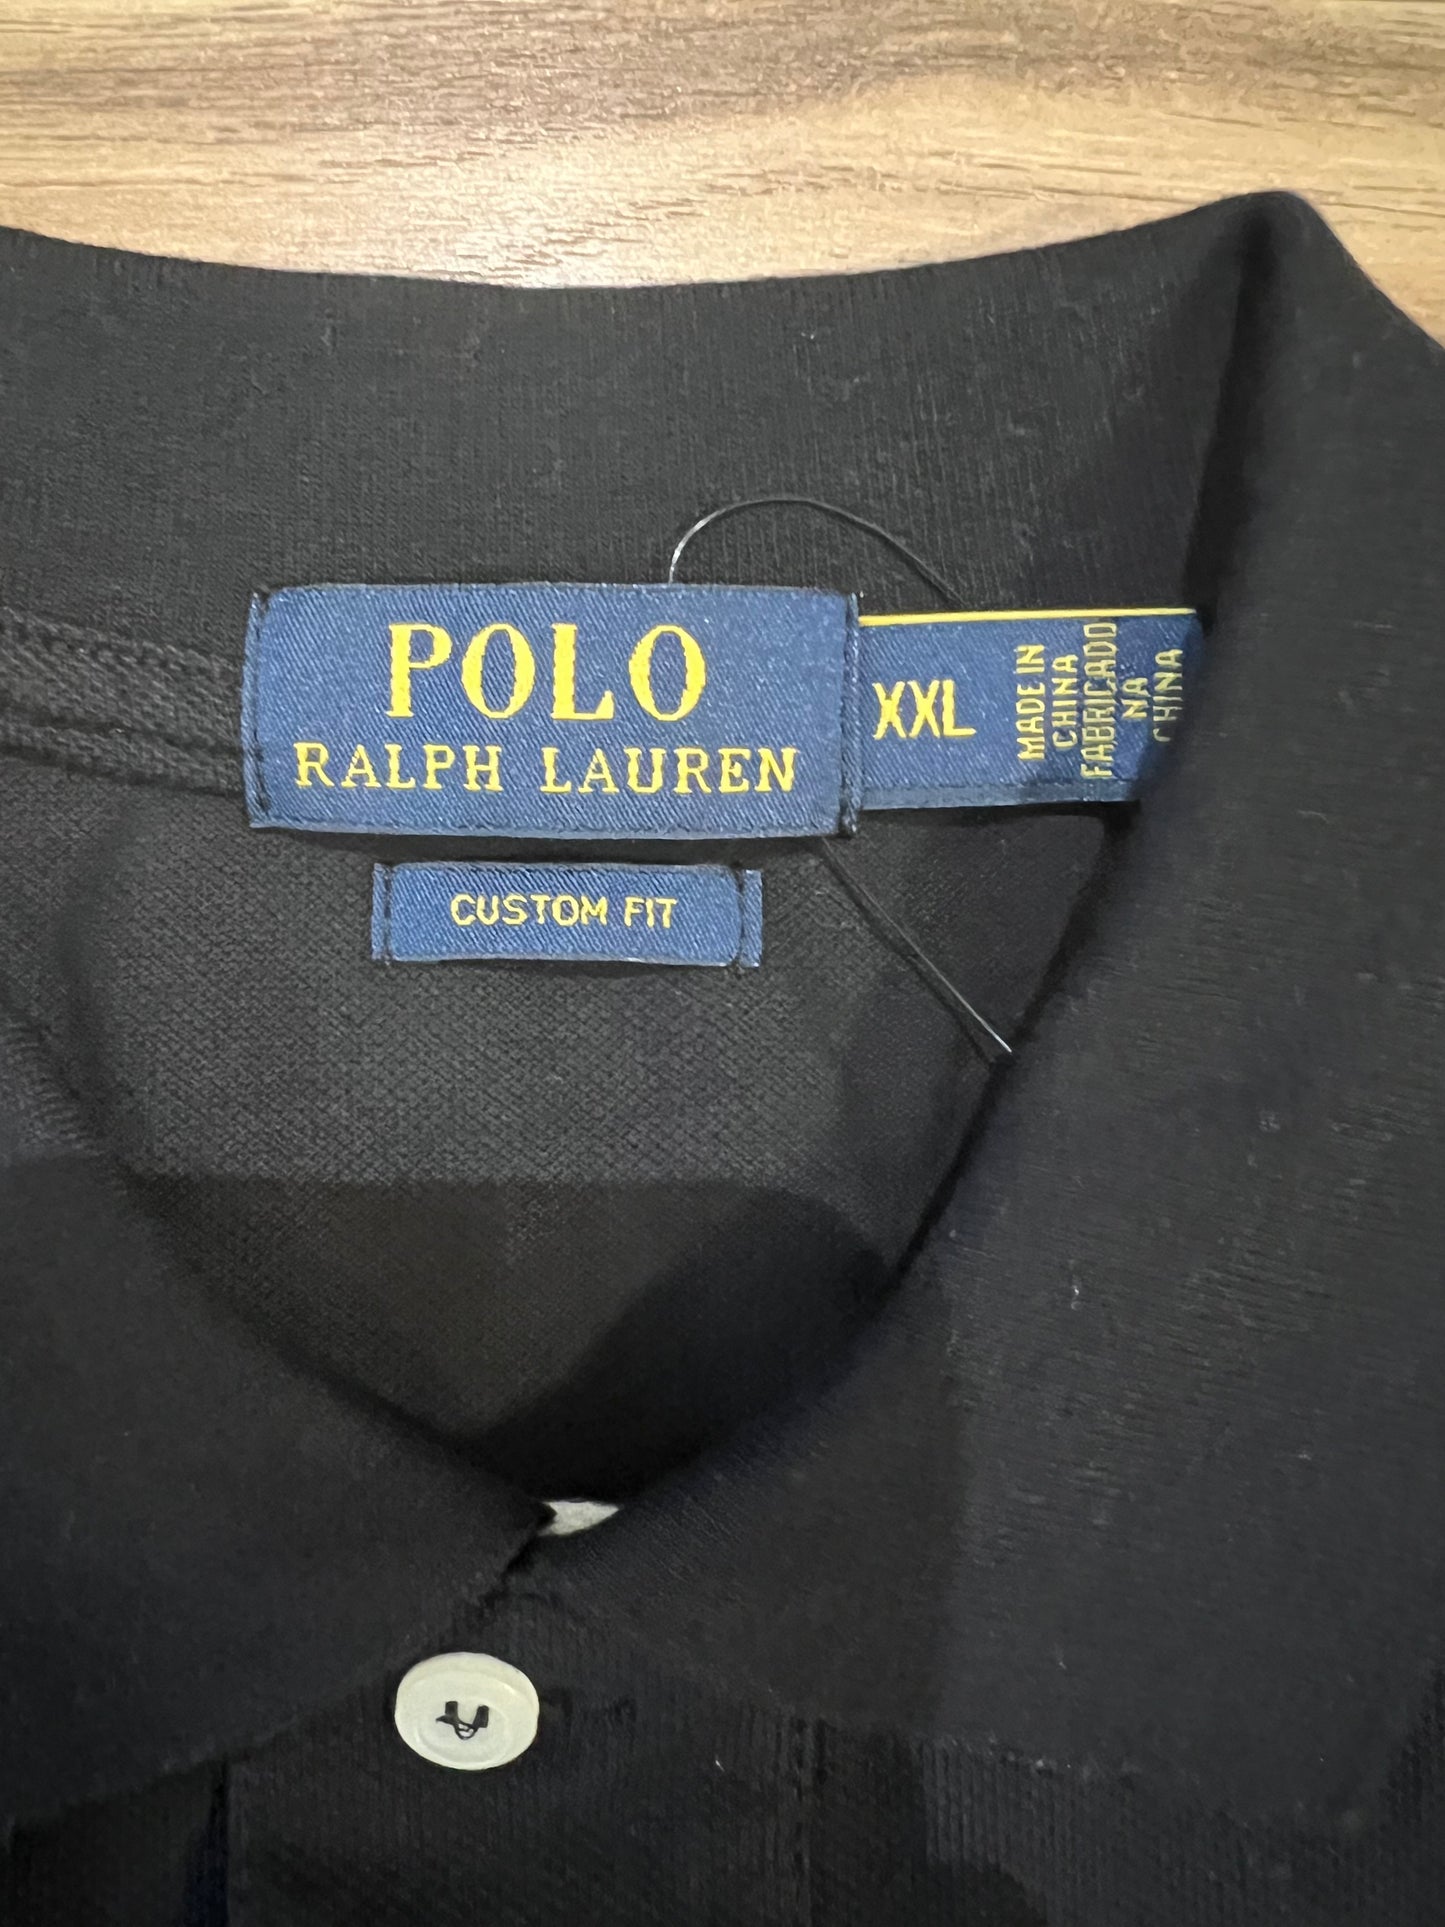 POLO
RALPH LAUREN
XXL
MADE IN
CHINA
FABRICADO
NA
CHINA
CUSTOM FIT